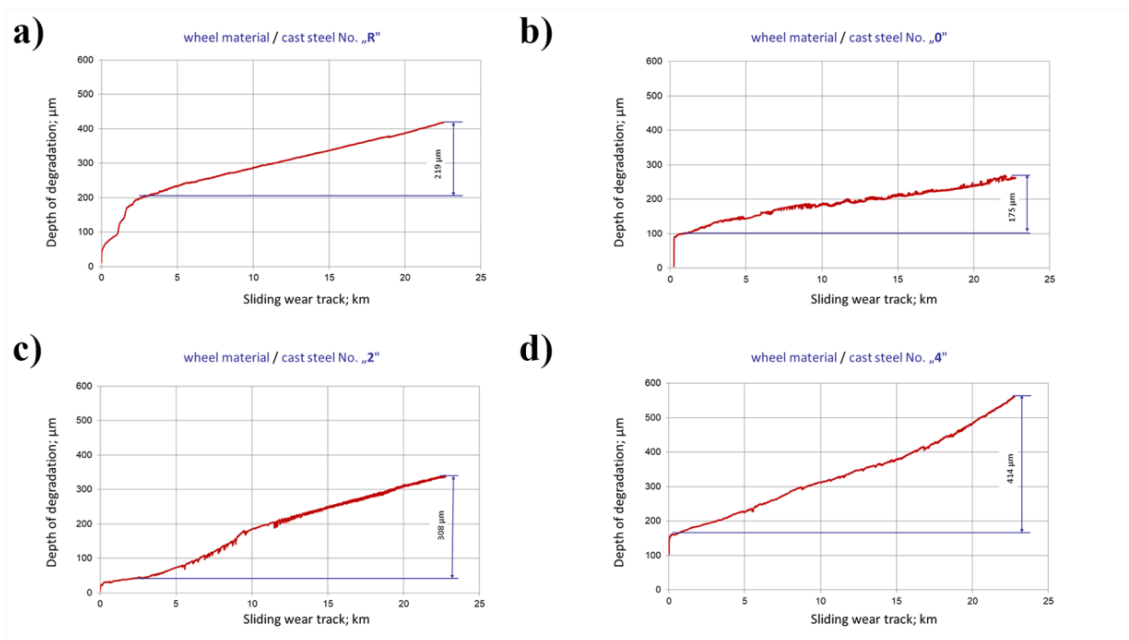 a)
wheel material / cast steel No. „R"
Depth of degradation; µm
600
500
400
300
200
100
0
219 µm
0 5 10 15 20 25
Sliding wear track; km
b)
wheel material / cast steel No. „0"
Depth of degradation; µm
600
500
400
300
200
100
0
175 µm
0 5 10 15 20 25
Sliding wear track; km
c)
wheel material / cast steel No. „2"
Depth of degradation; µm
600
500
400
300
200
100
0
308 µm
0 5 10 15 20 25
Sliding wear track; km
d)
wheel material / cast steel No. „4"
Depth of degradation; µm
600
500
400
300
200
100
0
414 µm
0 5 10 15 20 25
Sliding wear track; km